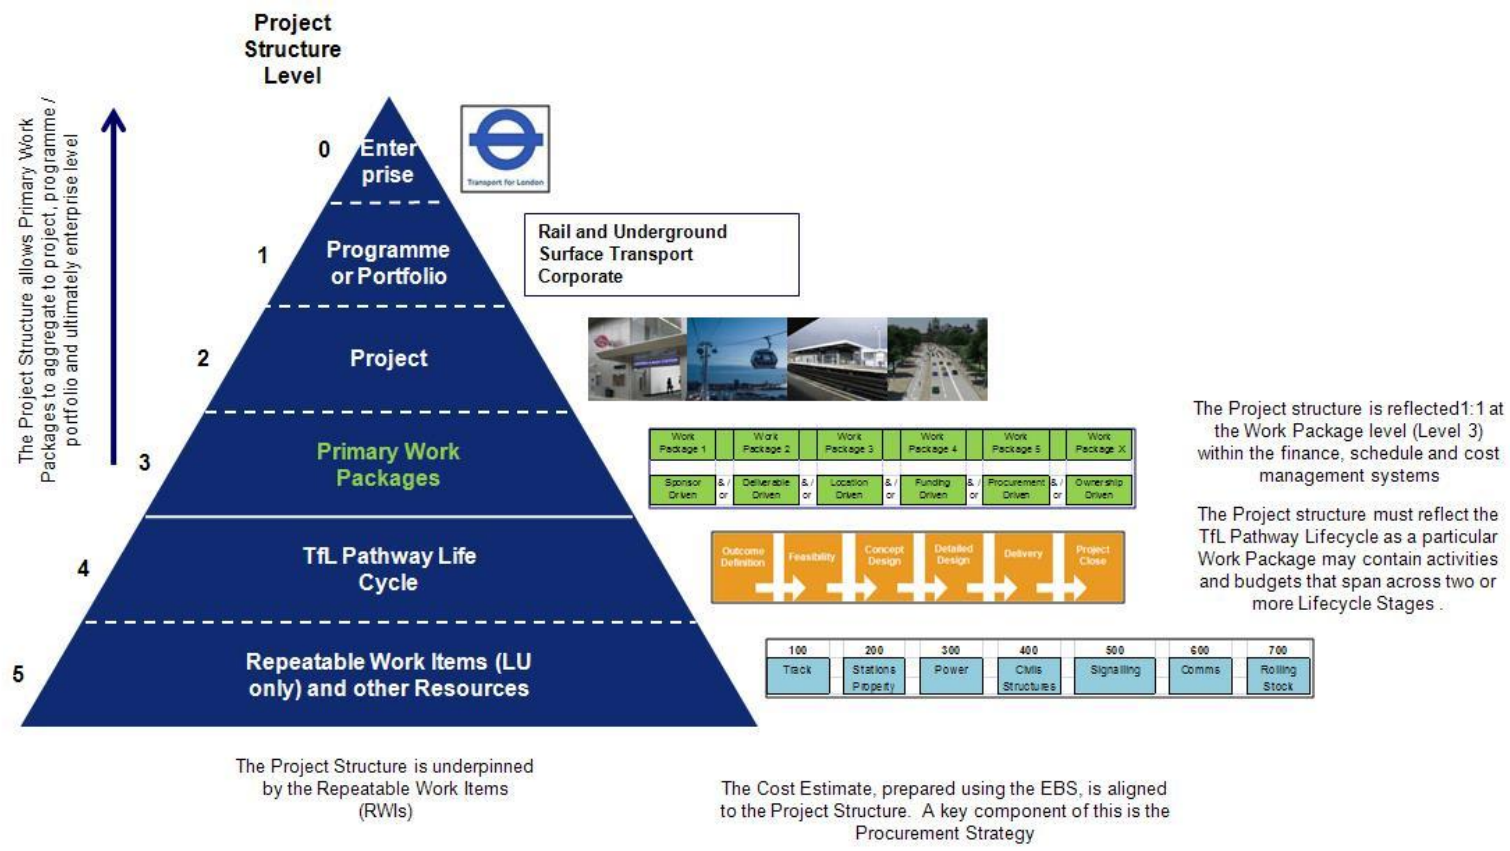 Project
Structure
Level
The Project Structure allows Primary Work
Packages to aggregate to project, programme /
portfolio and ultimately enterprise level
0
Enter
prise
Transport for London
1
Programme
or Portfolio
Rail and Underground
Surface Transport
Corporate
2
Project
3
Primary Work
Packages
Work
Package 1
Work
Package 2
Work
Package 3
Work
Package 4
Work
Package 5
Work
Package X
Sponsor
Driven
& /
or
Deliverable
Driven
& /
or
Location
Driven
& /
or
Funding
Driven
& /
or
Procurement
Driven
& /
or
Ownership
Driven
The Project structure is reflected1:1 at
the Work Package level (Level 3)
within the finance, schedule and cost
management systems
The Project structure must reflect the
TfL Pathway Lifecycle as a particular
Work Package may contain activities
and budgets that span across two or
more Lifecycle Stages .
4
TfL Pathway Life
Cycle
Outcome
Definition
Feasibility
Concept
Design
Detailed
Design
Delivery
Project
Close
5
Repeatable Work Items (LU
only) and other Resources
100
200
300
400
500
600
700
Track
Stations
Property
Power
Civils
Structures
Signalling
Comms
Rolling
Stock
The Project Structure is underpinned
by the Repeatable Work Items
(RWIs)
The Cost Estimate, prepared using the EBS, is aligned
to the Project Structure.  A key component of this is the
Procurement Strategy